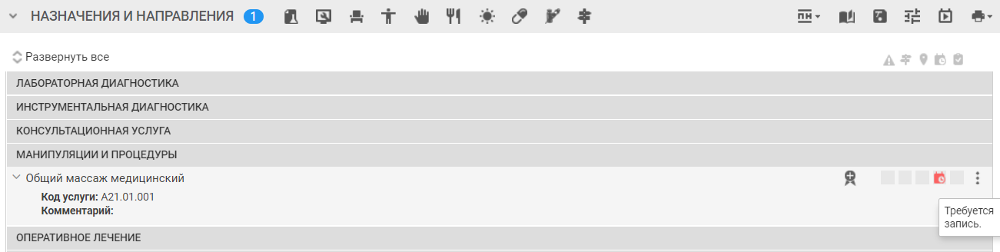 НАЗНАЧЕНИЯ И НАПРАВЛЕНИЯ 1 ПН
Развернуть все
ЛАБОРАТОРНАЯ ДИАГНОСТИКА
ИНСТРУМЕНТАЛЬНАЯ ДИАГНОСТИКА
КОНСУЛЬТАЦИОННАЯ УСЛУГА
МАНИПУЛЯЦИИ И ПРОЦЕДУРЫ
Общий массаж медицинский
Код услуги: A21.01.001
Комментарий:
Требуется
запись.
ОПЕРАТИВНОЕ ЛЕЧЕНИЕ